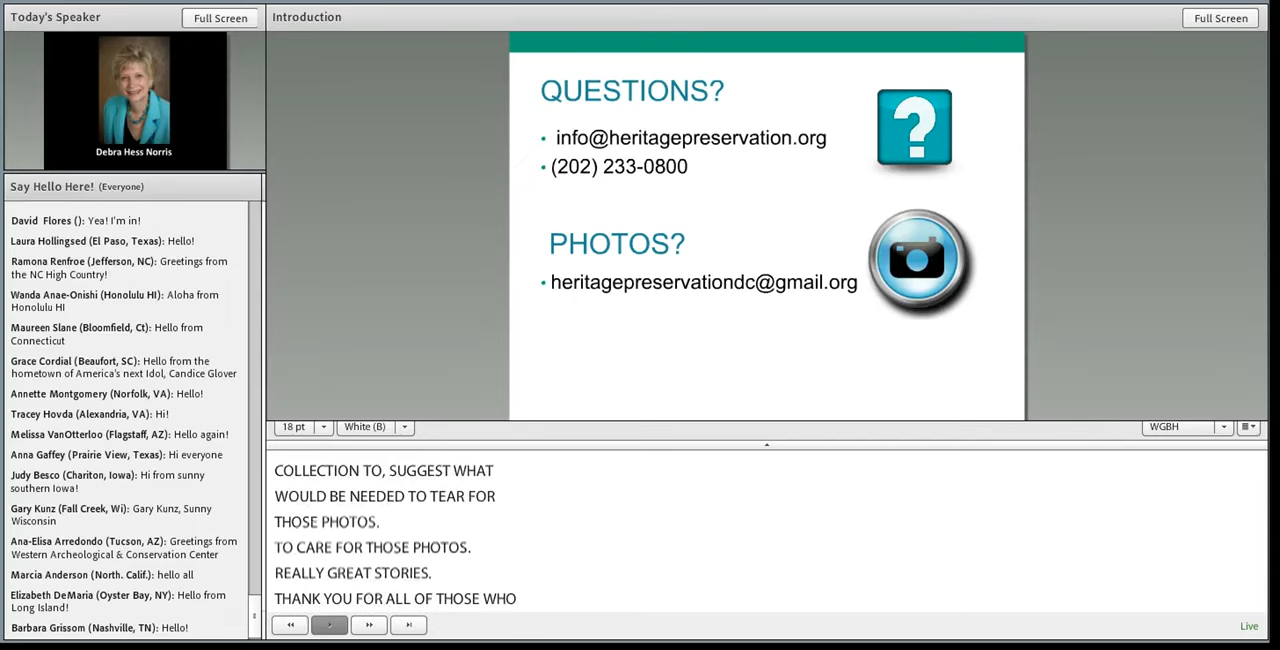 Today's Speaker
Full Screen
Debra Hess Norris
Say Hello Here! (Everyone)
David Flores (): Yea! I'm in!
Laura Hollingsed (El Paso, Texas): Hello!
Ramona Renfroe (Jefferson, NC): Greetings from
the NC High Country!
Wanda Anae-Onishi (Honolulu HI): Aloha from
Honolulu HI
Maureen Slane (Bloomfield, Ct): Hello from
Connecticut
Grace Cordial (Beaufort, SC): Hello from the
hometown of America's next Idol, Candice Glover
Annette Montgomery (Norfolk, VA): Hello!
Tracey Hovda (Alexandria, VA): Hi!
Melissa VanOtterloo (Flagstaff, AZ): Hello again!
Anna Gaffey (Prairie View, Texas): Hi everyone
Judy Besco (Chariton, Iowa): Hi from sunny
southern Iowa!
Gary Kunz (Fall Creek, Wi): Gary Kunz, Sunny
Wisconsin
Ana-Elisa Arredondo (Tucson, AZ): Greetings from
Western Archeological & Conservation Center
Marcia Anderson (North. Calif.): hello all
Elizabeth DeMaria (Oyster Bay, NY): Hello from
Long Island!
Barbara Grissom (Nashville, TN): Hello!
Introduction
Full Screen
QUESTIONS?
• info@heritagepreservation.org
• (202) 233-0800
?
PHOTOS?
• heritagepreservationdc@gmail.org
18 pt
White (B)
WGBH
COLLECTION TO, SUGGEST WHAT
WOULD BE NEEDED TO TEAR FOR
THOSE PHOTOS.
TO CARE FOR THOSE PHOTOS.
REALLY GREAT STORIES.
THANK YOU FOR ALL OF THOSE WHO
Live